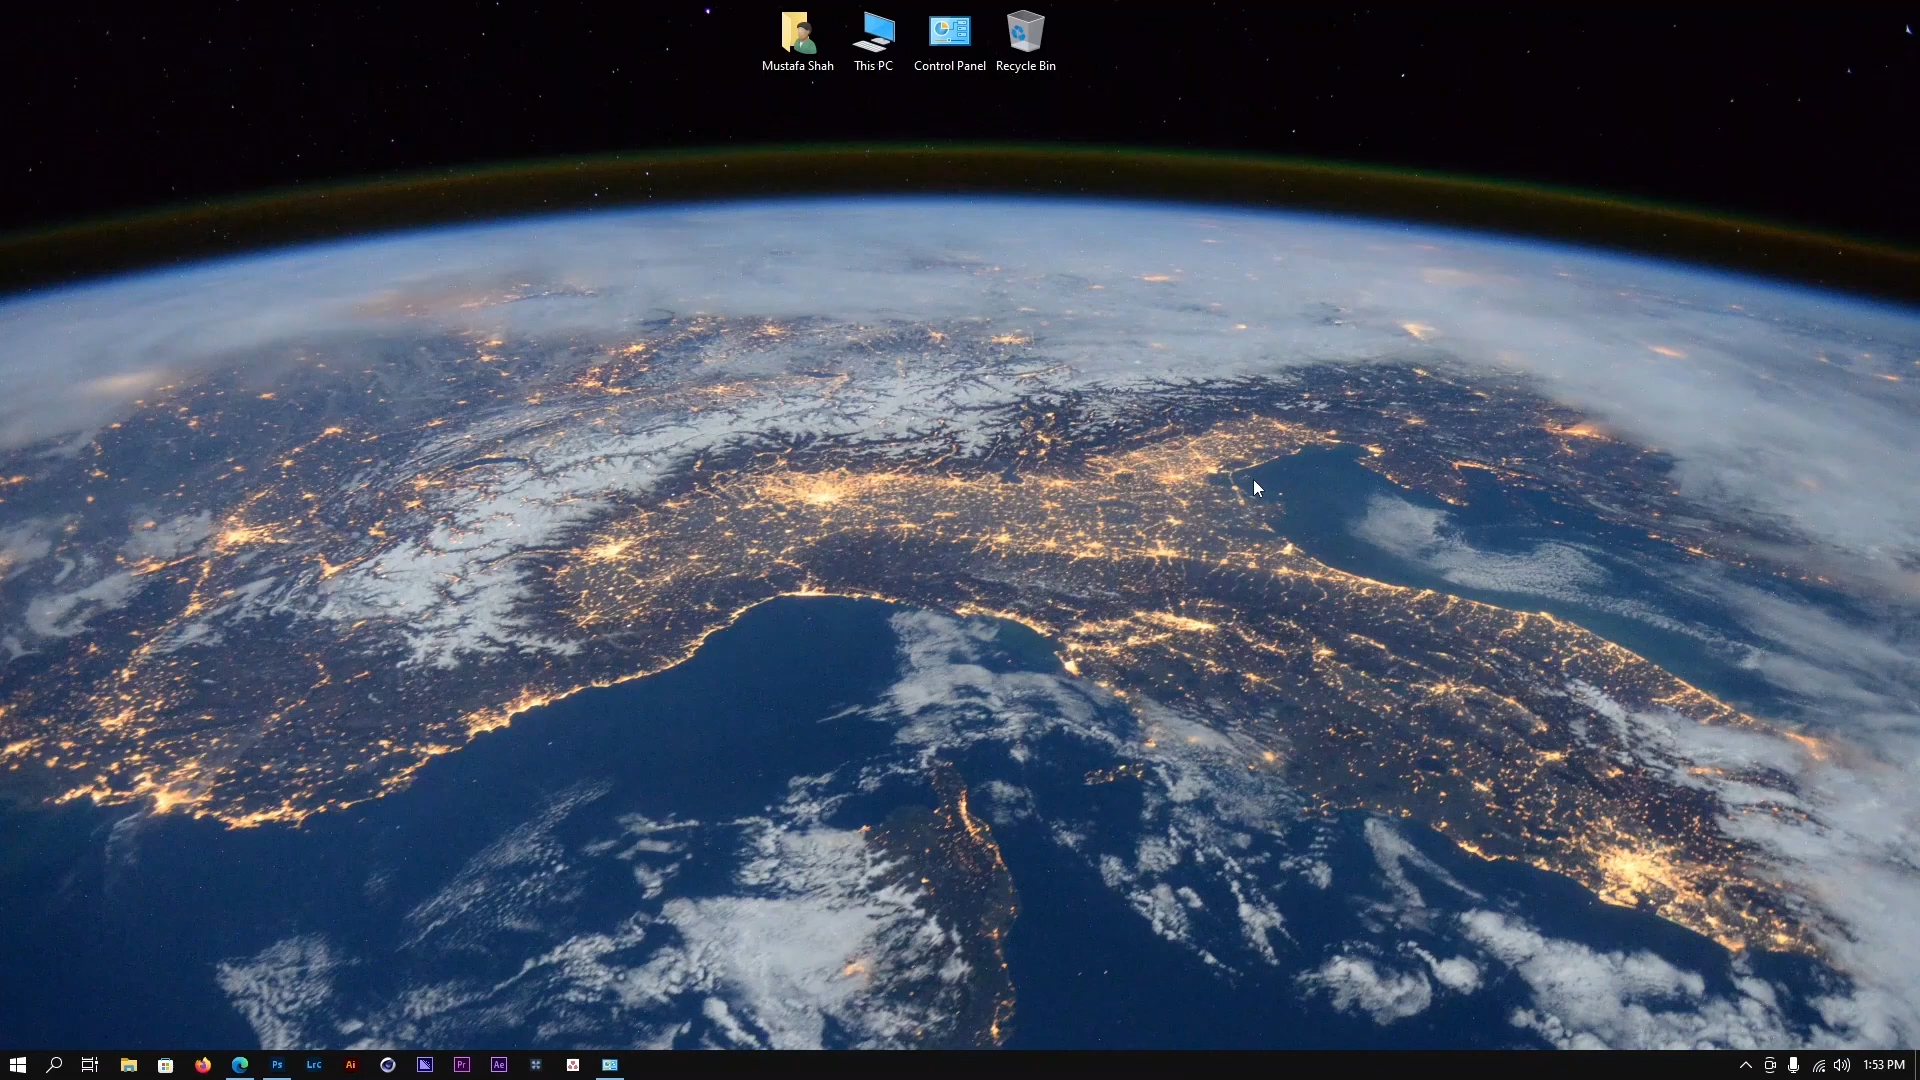 Mustafa Shah
This PC
Control Panel
Recycle Bin
Ps
Lrc
Ai
Pr
Ae
1:53 PM